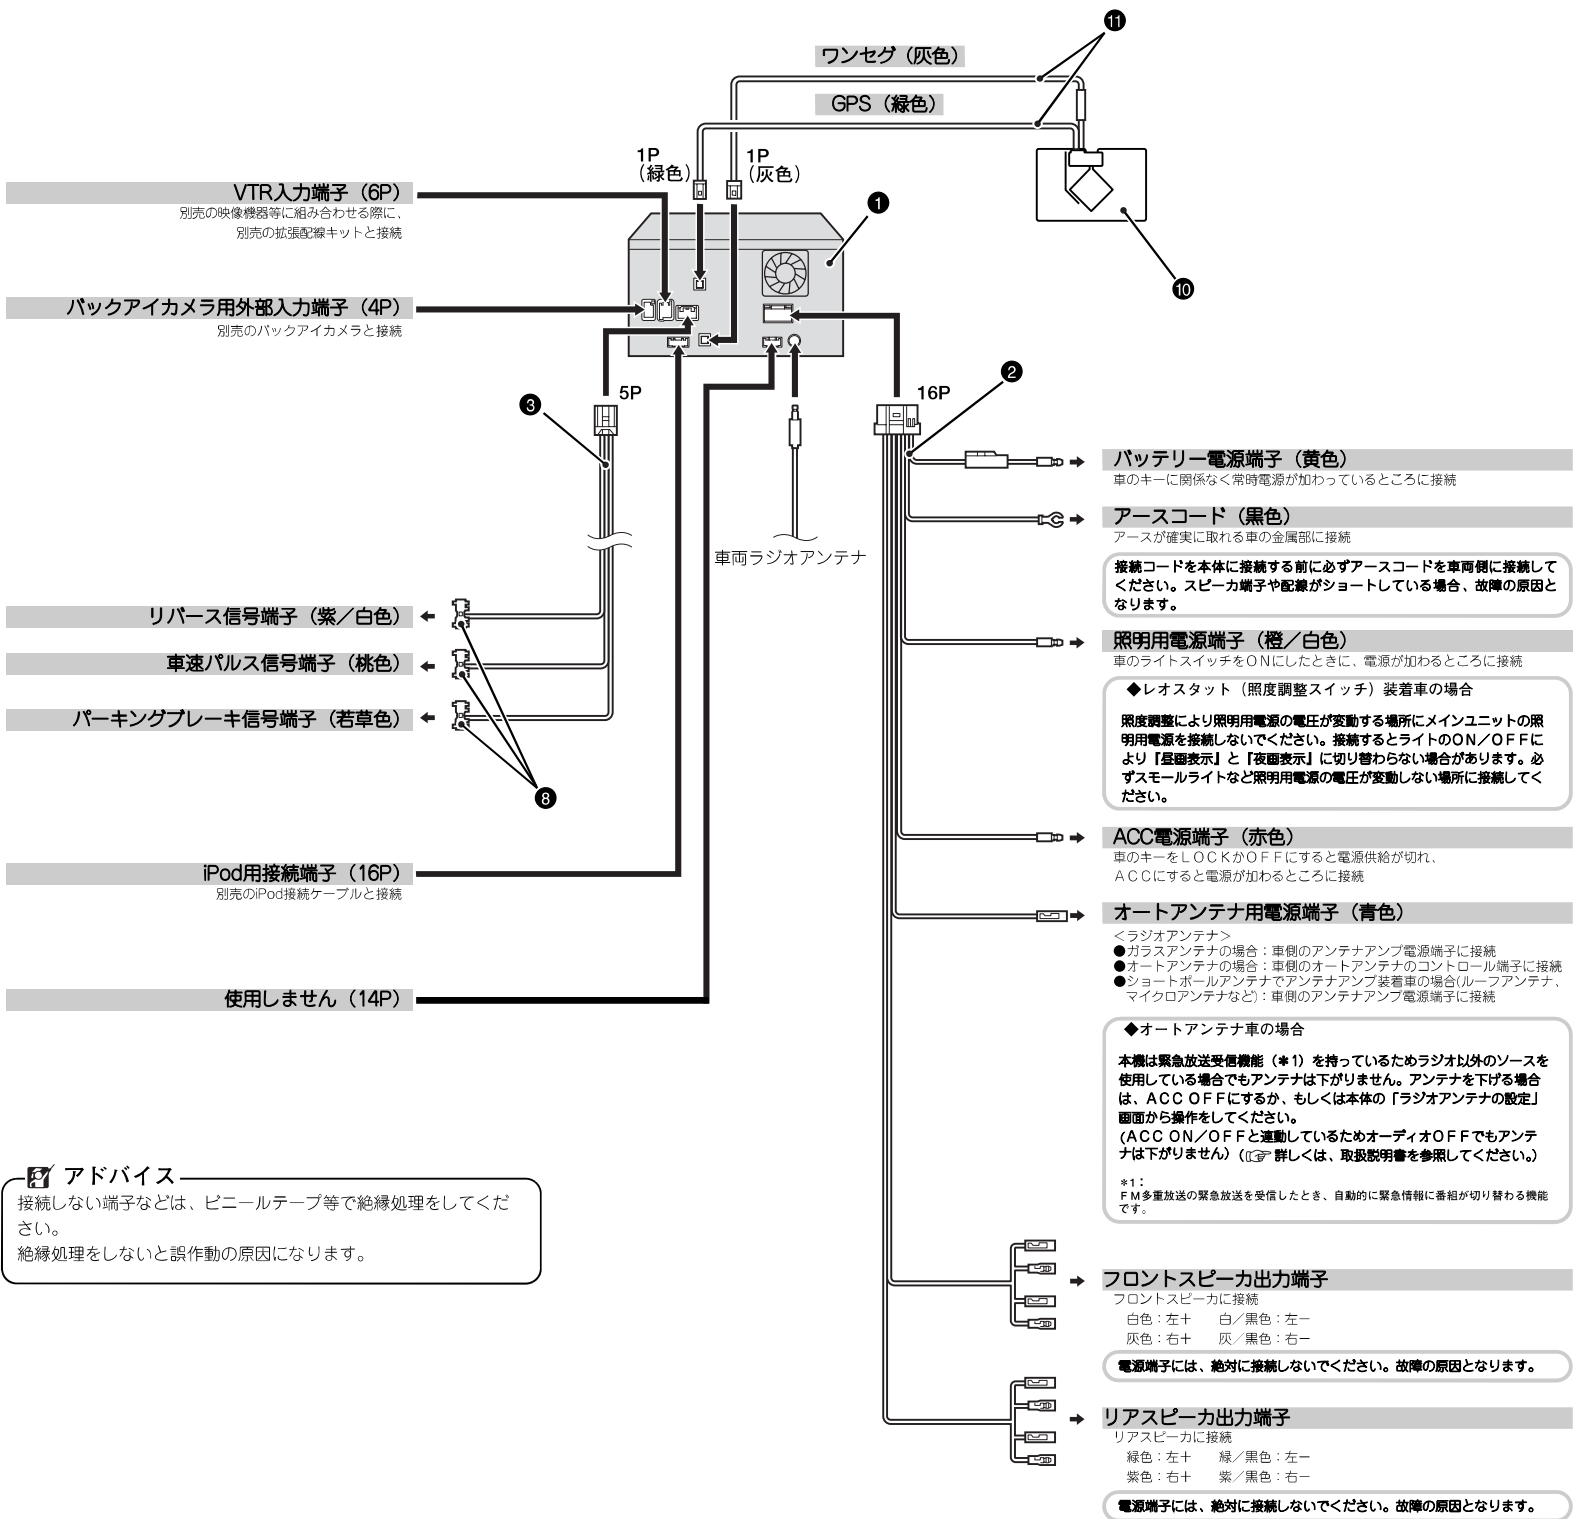 ⓫
ワンセグ（灰色）
GPS（緑色）
1P
（緑色）
1P
（灰色）
❶
❿
VTR入力端子（6P）
別売の映像機器等に組み合わせる際に、
別売の拡張配線キットと接続
バックアイカメラ用外部入力端子（4P）
別売のバックアイカメラと接続
❸
5P
❷
16P
車両ラジオアンテナ
リバース信号端子（紫／白色）
車速パルス信号端子（桃色）
パーキングブレーキ信号端子（若草色）
❽
iPod用接続端子（16P）
別売のiPod接続ケーブルと接続
使用しません（14P）
アドバイス
接続しない端子などは、ビニールテープ等で絶縁処理をしてくだ
さい。
絶縁処理をしないと誤作動の原因になります。
バッテリー電源端子（黄色）
車のキーに関係なく常時電源が加わっているところに接続
アースコード（黒色）
アースが確実に取れる車の金属部に接続
接続コードを本体に接続する前に必ずアースコードを車両側に接続して
ください。スピーカ端子や配線がショートしている場合、故障の原因と
なります。
照明用電源端子（橙／白色）
車のライトスイッチをＯＮにしたときに、電源が加わるところに接続
◆レオスタット（照度調整スイッチ）装着車の場合
照度調整により照明用電源の電圧が変動する場所にメインユニットの照
明用電源を接続しないでください。接続するとライトのＯＮ／ＯＦＦに
より『昼画表示』と『夜画表示』に切り替わらない場合があります。必
ずスモールライトなど照明用電源の電圧が変動しない場所に接続してく
ださい。
ACC電源端子（赤色）
車のキーをＬＯＣＫかＯＦＦにすると電源供給が切れ、
ＡＣＣにすると電源が加わるところに接続
オートアンテナ用電源端子（青色）
＜ラジオアンテナ＞
●ガラスアンテナの場合：車側のアンテナアンプ電源端子に接続
●オートアンテナの場合：車側のオートアンテナのコントロール端子に接続
●ショートポールアンテナでアンテナアンプ装着車の場合(ルーフアンテナ、
マイクロアンテナなど)：車側のアンテナアンプ電源端子に接続
◆オートアンテナ車の場合
本機は緊急放送受信機能（＊1）を持っているためラジオ以外のソースを
使用している場合でもアンテナは下がりません。アンテナを下げる場合
は、ＡＣＣ ＯＦＦにするか、もしくは本体の「ラジオアンテナの設定」
画面から操作をしてください。
(ＡＣＣ ＯＮ／ＯＦＦと連動しているためオーディオＯＦＦでもアンテ
ナは下がりません)（☞ 詳しくは、取扱説明書を参照してください。）
＊1：
ＦＭ多重放送の緊急放送を受信したとき、自動的に緊急情報に番組が切り替わる機能
です。
フロントスピーカ出力端子
フロントスピーカに接続
白色：左＋　白／黒色：左－
灰色：右＋　灰／黒色：右－
電源端子には、絶対に接続しないでください。故障の原因となります。
リアスピーカ出力端子
リアスピーカに接続
緑色：左＋　緑／黒色：左－
紫色：右＋　紫／黒色：右－
電源端子には、絶対に接続しないでください。故障の原因となります。